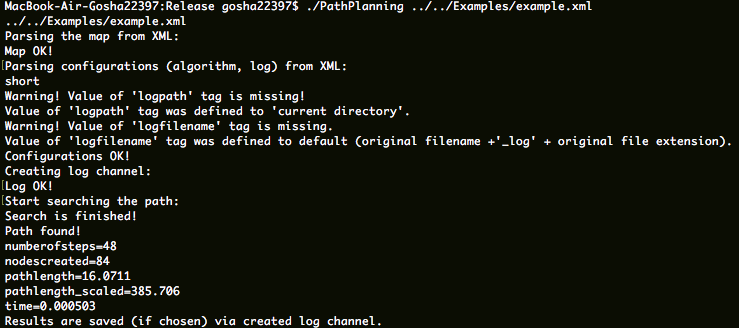 MacBook-Air-Gosha22397:Release gosha22397$ ./PathPlanning ../../Examples/example.xml
../../Examples/example.xml
Parsing the map from XML:
Map OK!
Parsing configurations (algorithm, log) from XML:
short
Warning! Value of 'logpath' tag is missing!
Value of 'logpath' tag was defined to 'current directory'.
Warning! Value of 'logfilename' tag is missing.
Value of 'logfilename' tag was defined to default (original filename +'_log' + original file extension).
Configurations OK!
Creating log channel:
Log OK!
Start searching the path:
Search is finished!
Path found!
numberofsteps=48
nodescreated=84
pathlength=16.0711
pathlength_scaled=385.706
time=0.000503
Results are saved (if chosen) via created log channel.